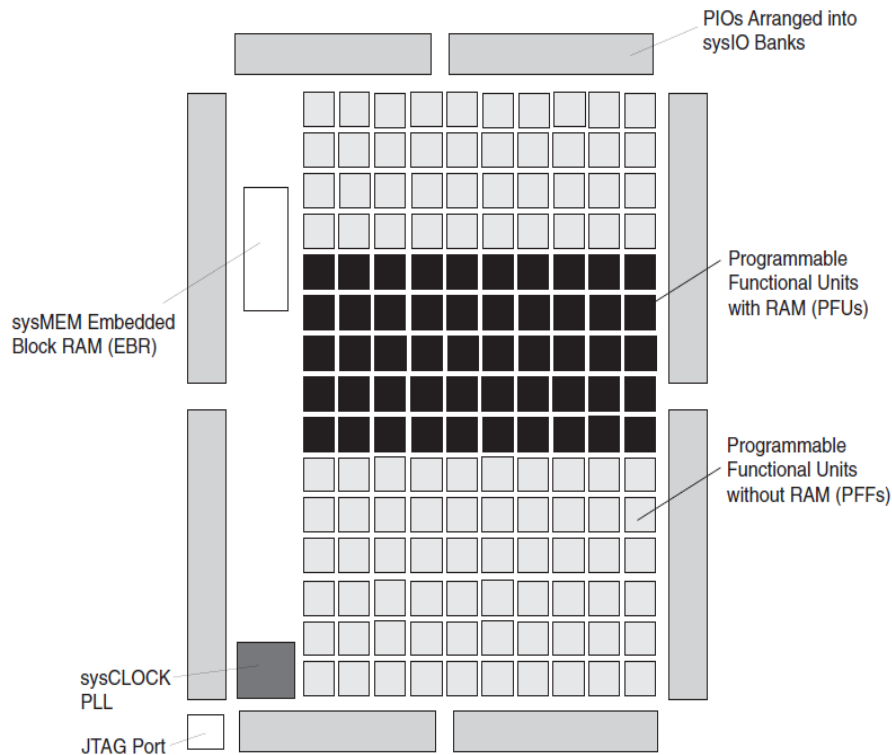 PIOs Arranged into
sysIO Banks
Programmable
Functional Units
with RAM (PFUs)
sysMEM Embedded
Block RAM (EBR)
Programmable
Functional Units
without RAM (PFFs)
sysCLOCK
PLL
JTAG Port